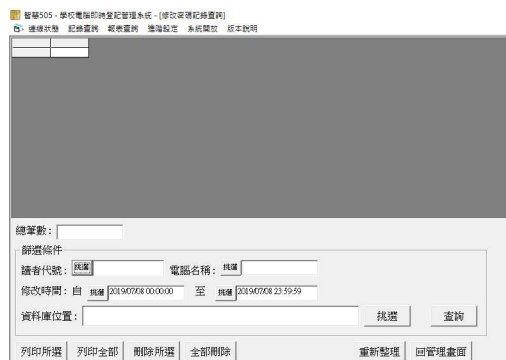 智慧505 - 學校電腦即時登記管理系統 - [修改密碼記錄查詢]
連線狀態 記錄查詢 報表查詢 進階設定 系統開放 版本說明
總筆數：
篩選條件
讀者代號： 挑選 電腦名稱： 挑選
修改時間：自 挑選 2019/07/08 00:00:00 至 挑選 2019/07/08 23:59:59
資料庫位置： 挑選 查詢
列印所選 列印全部 刪除所選 全部刪除 重新整理 回管理畫面